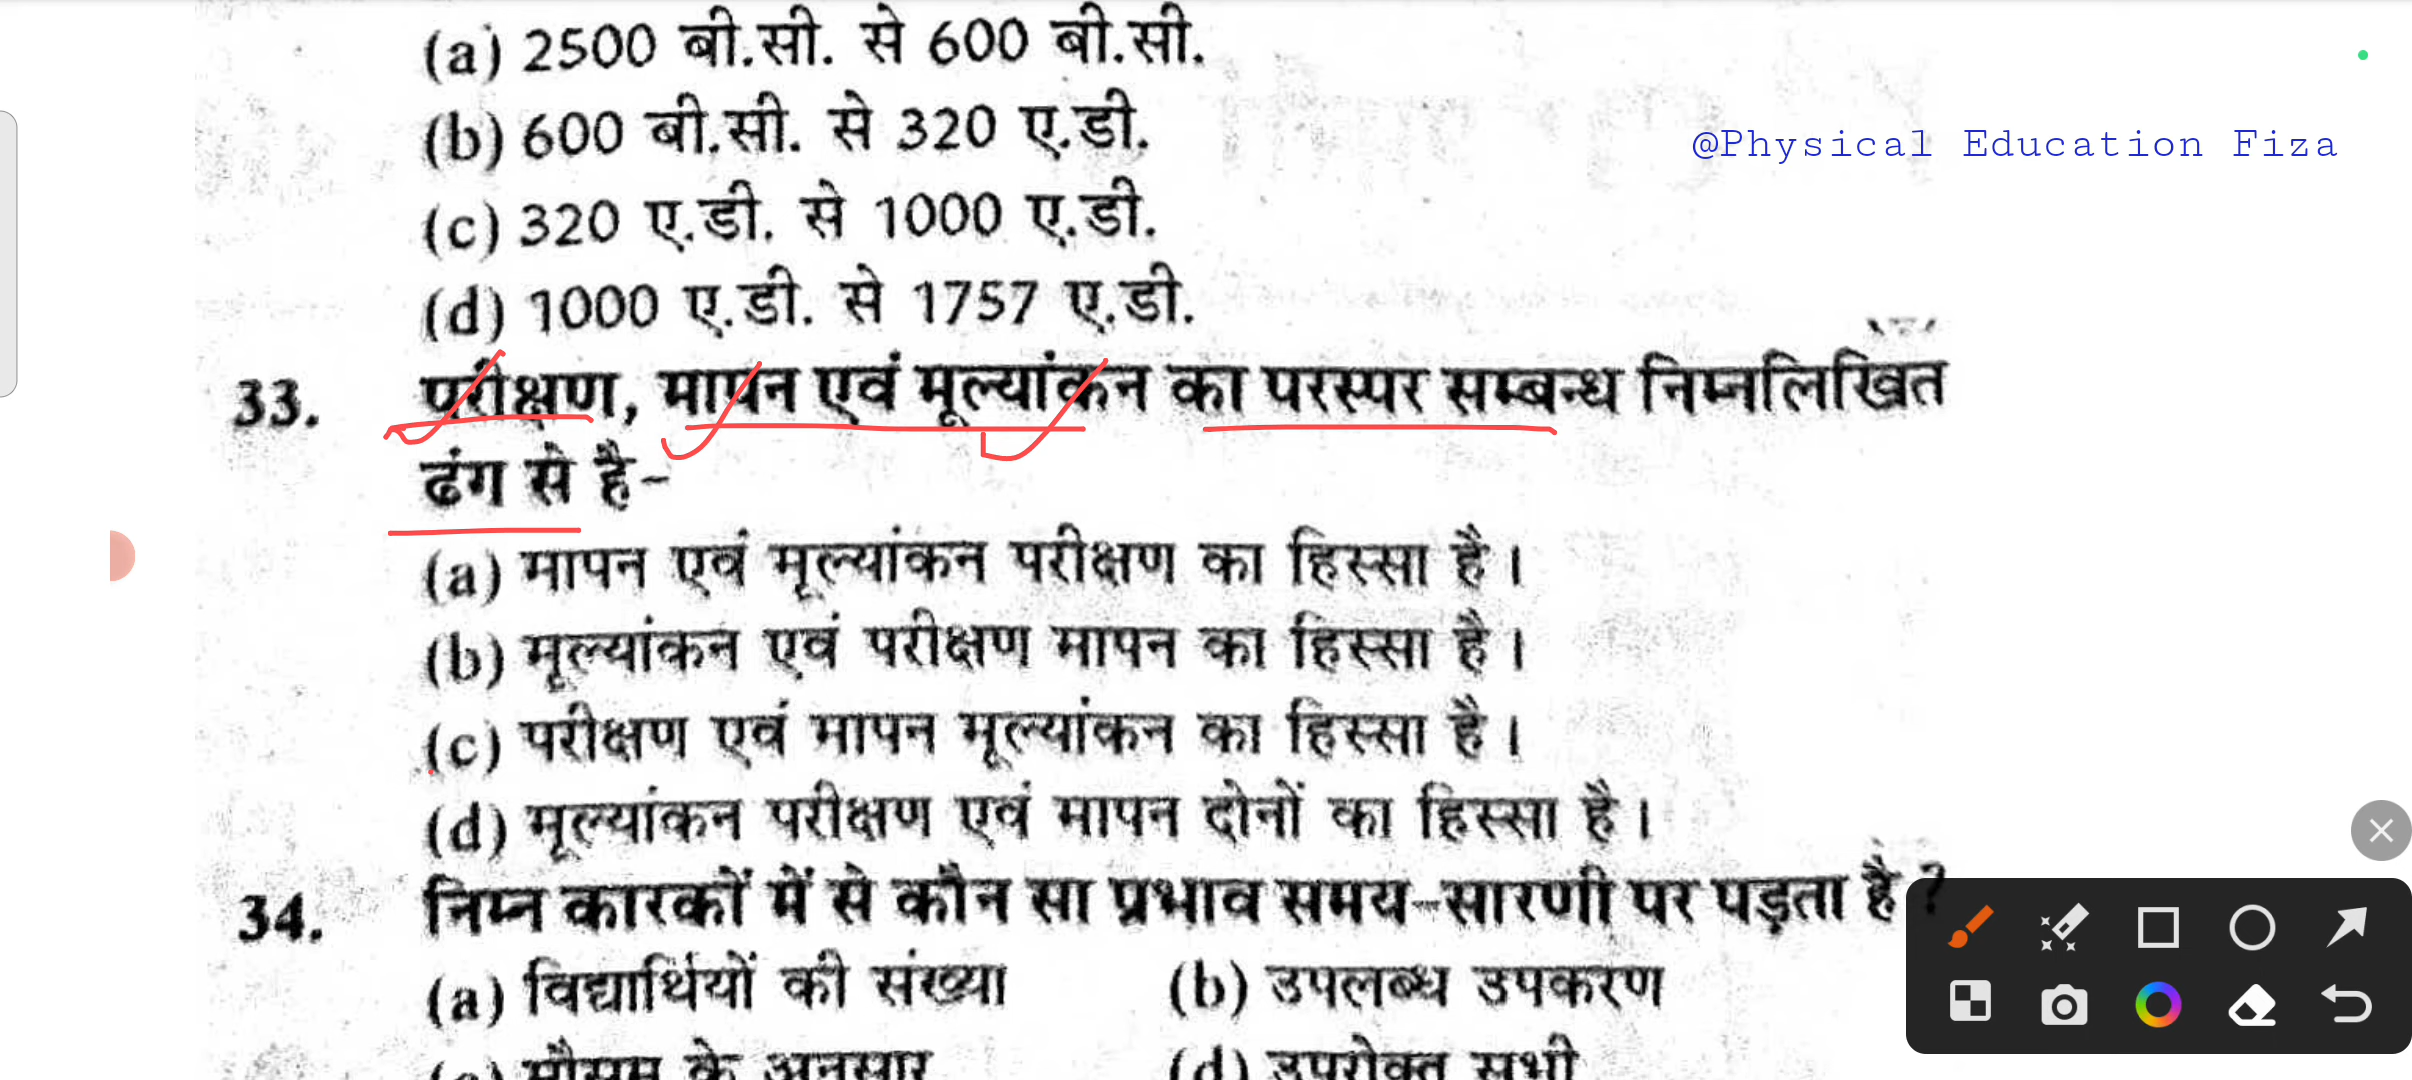 (a) 2500 बी.सी. से 600 बी.सी.
(b) 600 बी.सी. से 320 ए.डी.
@Physical Education Fiza
(c) 320 ए.डी. से 1000 ए.डी.
(d) 1000 ए.डी. से 1757 ए.डी.
33. परीक्षण, मापन एवं मूल्यांकन का परस्पर सम्बन्ध निम्नलिखित
ढंग से है-
(a) मापन एवं मूल्यांकन परीक्षण का हिस्सा है।
(b) मूल्यांकन एवं परीक्षण मापन का हिस्सा है।
(c) परीक्षण एवं मापन मूल्यांकन का हिस्सा है।
(d) मूल्यांकन परीक्षण एवं मापन दोनों का हिस्सा है।
34. निम्न कारकों में से कौन सा प्रभाव समय-सारणी पर पड़ता है ?
(a) विद्यार्थियों की संख्या (b) उपलब्ध उपकरण
(c) मौसम के अनुसार (d) उपरोक्त सभी